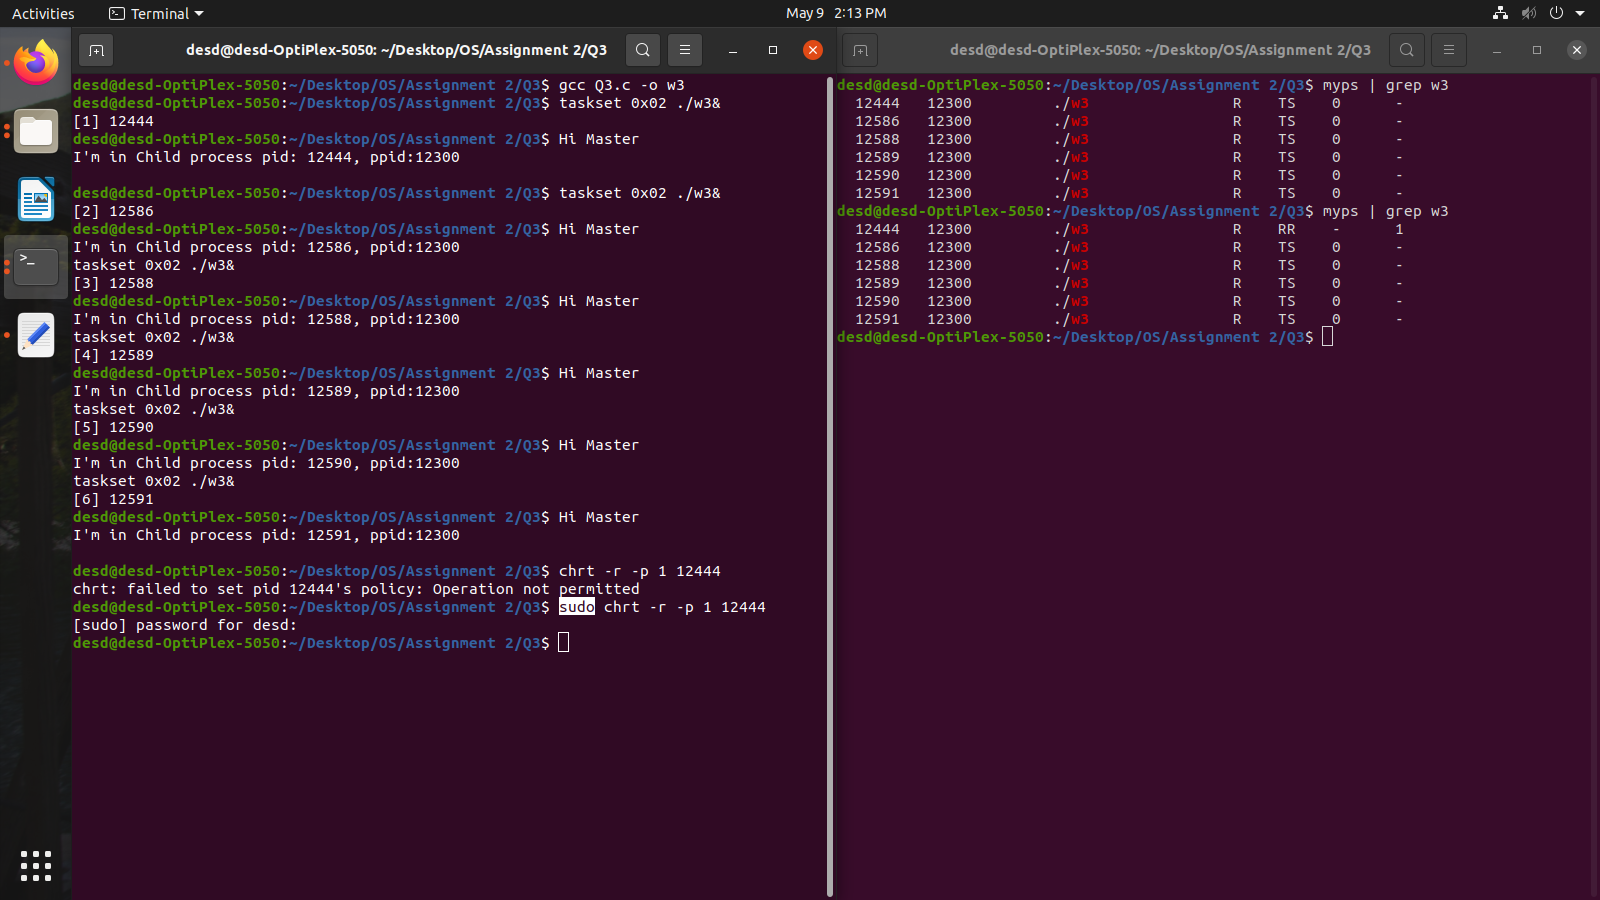 Activities Terminal May 9 2:13 PM
desd@desd-OptiPlex-5050: ~/Desktop/OS/Assignment 2/Q3
desd@desd-OptiPlex-5050:~/Desktop/OS/Assignment 2/Q3$ gcc Q3.c -o w3
desd@desd-OptiPlex-5050:~/Desktop/OS/Assignment 2/Q3$ taskset 0x02 ./w3&
[1] 12444
desd@desd-OptiPlex-5050:~/Desktop/OS/Assignment 2/Q3$ Hi Master
I'm in Child process pid: 12444, ppid:12300
desd@desd-OptiPlex-5050:~/Desktop/OS/Assignment 2/Q3$ taskset 0x02 ./w3&
[2] 12586
desd@desd-OptiPlex-5050:~/Desktop/OS/Assignment 2/Q3$ Hi Master
I'm in Child process pid: 12586, ppid:12300
taskset 0x02 ./w3&
[3] 12588
desd@desd-OptiPlex-5050:~/Desktop/OS/Assignment 2/Q3$ Hi Master
I'm in Child process pid: 12588, ppid:12300
taskset 0x02 ./w3&
[4] 12589
desd@desd-OptiPlex-5050:~/Desktop/OS/Assignment 2/Q3$ Hi Master
I'm in Child process pid: 12589, ppid:12300
taskset 0x02 ./w3&
[5] 12590
desd@desd-OptiPlex-5050:~/Desktop/OS/Assignment 2/Q3$ Hi Master
I'm in Child process pid: 12590, ppid:12300
taskset 0x02 ./w3&
[6] 12591
desd@desd-OptiPlex-5050:~/Desktop/OS/Assignment 2/Q3$ Hi Master
I'm in Child process pid: 12591, ppid:12300
desd@desd-OptiPlex-5050:~/Desktop/OS/Assignment 2/Q3$ chrt -r -p 1 12444
chrt: failed to set pid 12444's policy: Operation not permitted
desd@desd-OptiPlex-5050:~/Desktop/OS/Assignment 2/Q3$ sudo chrt -r -p 1 12444
[sudo] password for desd:
desd@desd-OptiPlex-5050:~/Desktop/OS/Assignment 2/Q3$
desd@desd-OptiPlex-5050: ~/Desktop/OS/Assignment 2/Q3
desd@desd-OptiPlex-5050:~/Desktop/OS/Assignment 2/Q3$ myps | grep w3
12444 12300 ./w3 R TS 0 -
12586 12300 ./w3 R TS 0 -
12588 12300 ./w3 R TS 0 -
12589 12300 ./w3 R TS 0 -
12590 12300 ./w3 R TS 0 -
12591 12300 ./w3 R TS 0 -
desd@desd-OptiPlex-5050:~/Desktop/OS/Assignment 2/Q3$ myps | grep w3
12444 12300 ./w3 R RR - 1
12586 12300 ./w3 R TS 0 -
12588 12300 ./w3 R TS 0 -
12589 12300 ./w3 R TS 0 -
12590 12300 ./w3 R TS 0 -
12591 12300 ./w3 R TS 0 -
desd@desd-OptiPlex-5050:~/Desktop/OS/Assignment 2/Q3$